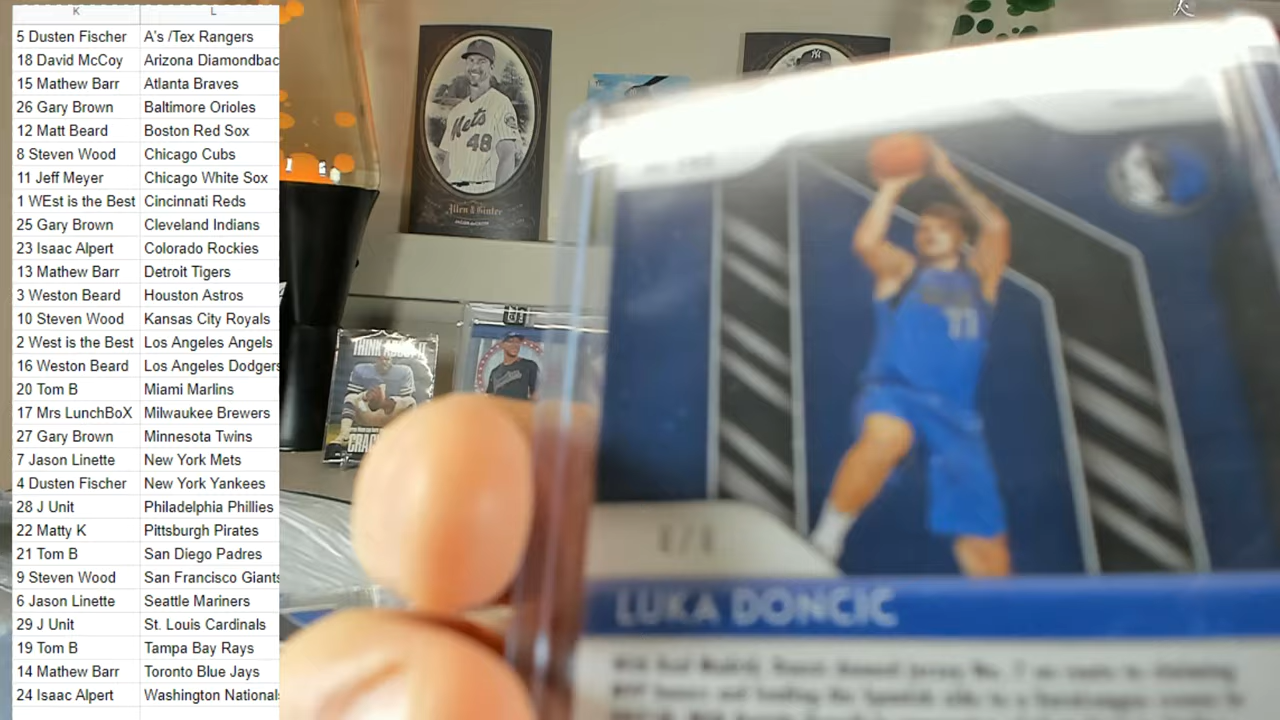 K L
5 Dusten Fischer A's /Tex Rangers
18 David McCoy Arizona Diamondbac
15 Mathew Barr Atlanta Braves
26 Gary Brown Baltimore Orioles
12 Matt Beard Boston Red Sox
8 Steven Wood Chicago Cubs
11 Jeff Meyer Chicago White Sox
1 WEst is the Best Cincinnati Reds
25 Gary Brown Cleveland Indians
23 Isaac Alpert Colorado Rockies
13 Mathew Barr Detroit Tigers
3 Weston Beard Houston Astros
10 Steven Wood Kansas City Royals
2 West is the Best Los Angeles Angels
16 Weston Beard Los Angeles Dodgers
20 Tom B Miami Marlins
17 Mrs LunchBoX Milwaukee Brewers
27 Gary Brown Minnesota Twins
7 Jason Linette New York Mets
4 Dusten Fischer New York Yankees
28 J Unit Philadelphia Phillies
22 Matty K Pittsburgh Pirates
21 Tom B San Diego Padres
9 Steven Wood San Francisco Giants
6 Jason Linette Seattle Mariners
29 J Unit St. Louis Cardinals
19 Tom B Tampa Bay Rays
14 Mathew Barr Toronto Blue Jays
24 Isaac Alpert Washington National
Mets
48
Allen & Ginter
THINK ABOUT IT
LUKA DONCIC